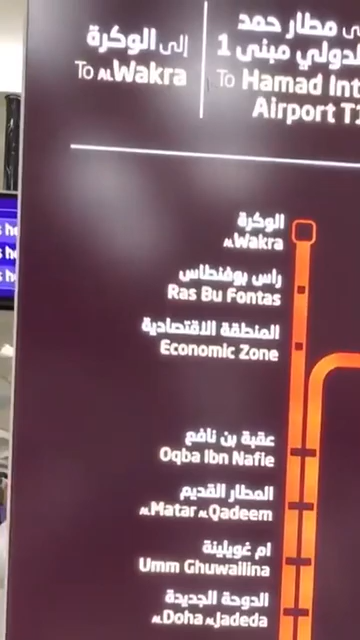 إلى الوكرة
To AL Wakra
مطار حمد
الدولي مبنى 1
To Hamad Int
Airport T1
الوكرة
AL Wakra
راس بوفنطاس
Ras Bu Fontas
المنطقة الاقتصادية
Economic Zone
عقبة بن نافع
Oqba Ibn Nafie
المطار القديم
AL Matar AL Qadeem
ام غويلينة
Umm Ghuwailina
الدوحة الجديدة
AL Doha AL Jadeda